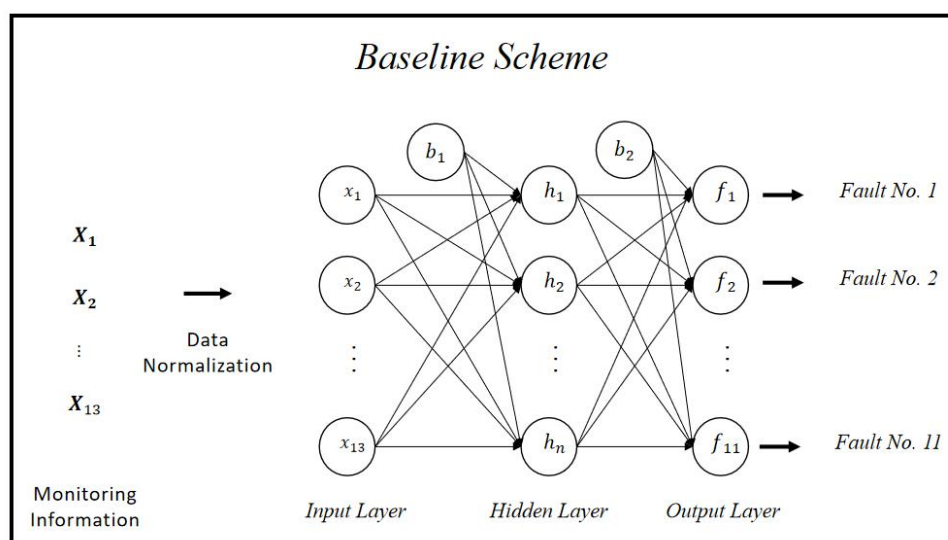 Baseline Scheme
X₁
X₂
⋮
X₁₃
Monitoring
Information
Data
Normalization
x₁
x₂
⋮
x₁₃
Input Layer
b₁
h₁
h₂
⋮
hₙ
Hidden Layer
b₂
f₁
f₂
⋮
f₁₁
Output Layer
Fault No. 1
Fault No. 2
Fault No. 11